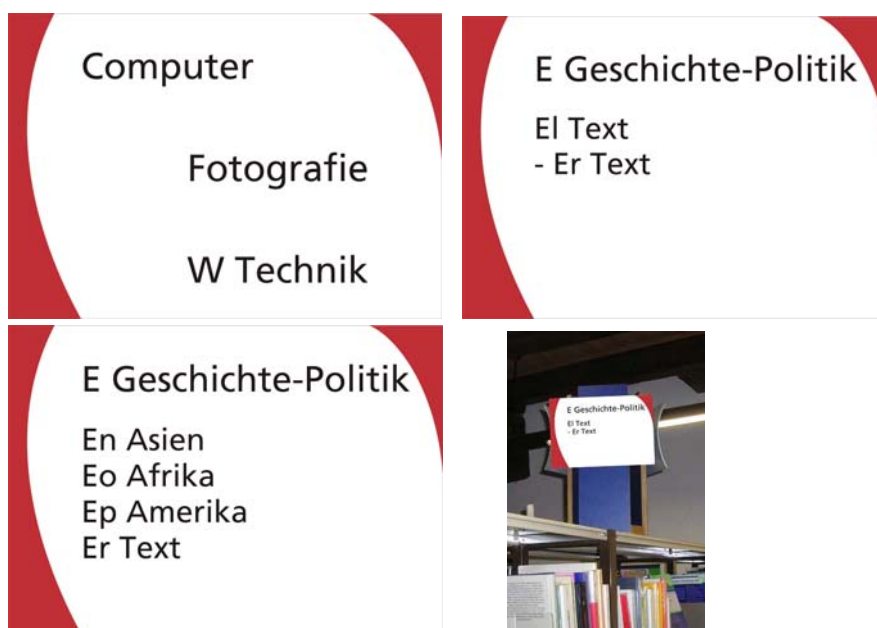 Computer
Fotografie
W Technik
E Geschichte-Politik
El Text
- Er Text
E Geschichte-Politik
En Asien
Eo Afrika
Ep Amerika
Er Text
E Geschichte-Politik
El Text
- Er Text